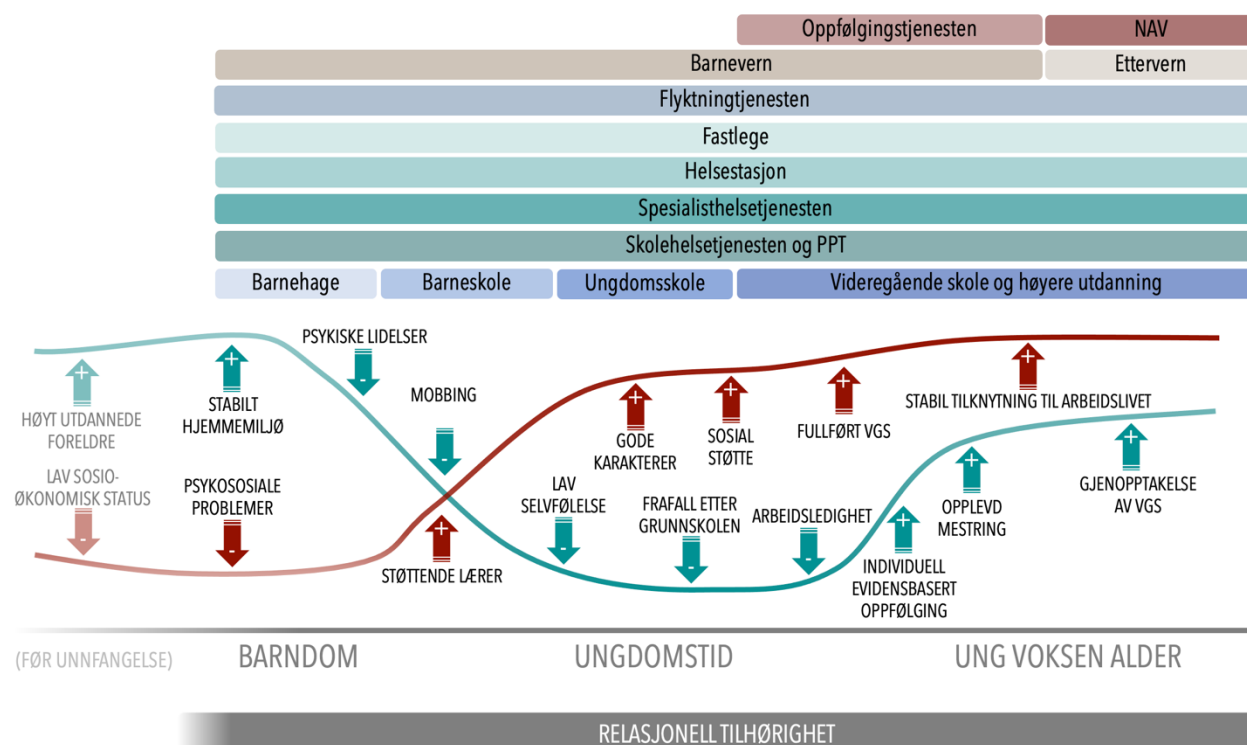 Oppfølgingstjenesten
NAV
Barnevern
Ettervern
Flyktningtjenesten
Fastlege
Helsestasjon
Spesialisthelsetjenesten
Skolehelsetjenesten og PPT
Barnehage
Barneskole
Ungdomsskole
Videregående skole og høyere utdanning
HØYT UTDANNEDE
FORELDRE
LAV SOSIO-
ØKONOMISK STATUS
STABILT
HJEMMEMILJØ
PSYKOSOSIALE
PROBLEMER
PSYKISKE LIDELSER
MOBBING
STØTTENDE LÆRER
LAV
SELVFØLELSE
GODE
KARAKTERER
SOSIAL
STØTTE
FRAFALL ETTER
GRUNNSKOLEN
FULLFØRT VGS
ARBEIDSLEDIGHET
INDIVIDUELL
EVIDENSBASERT
OPPFØLGING
STABIL TILKNYTNING TIL ARBEIDSLIVET
OPPLEVD
MESTRING
GJENOPPTAKELSE
AV VGS
(FØR UNNFANGELSE)
BARNDOM
UNGDOMSTID
UNG VOKSEN ALDER
RELASJONELL TILHØRIGHET